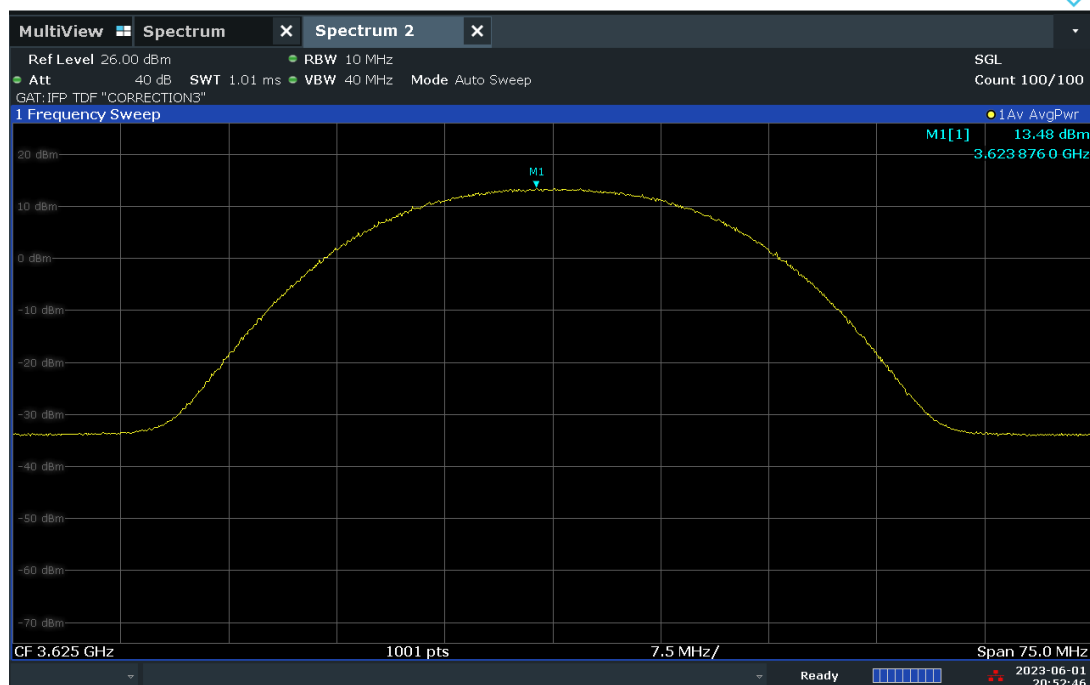 MultiView Spectrum X Spectrum 2 X
Ref Level 26.00 dBm RBW 10 MHz SGL
Att 40 dB SWT 1.01 ms VBW 40 MHz Mode Auto Sweep Count 100/100
GAT:IFP TDF "CORRECTION3"
1 Frequency Sweep 1Av AvgPwr
M1[1] 13.48 dBm
3.623 876 0 GHz
20 dBm
M1
10 dBm
0 dBm
-10 dBm
-20 dBm
-30 dBm
-40 dBm
-50 dBm
-60 dBm
-70 dBm
CF 3.625 GHz 1001 pts 7.5 MHz/ Span 75.0 MHz
Ready 2023-06-01
20:52:46